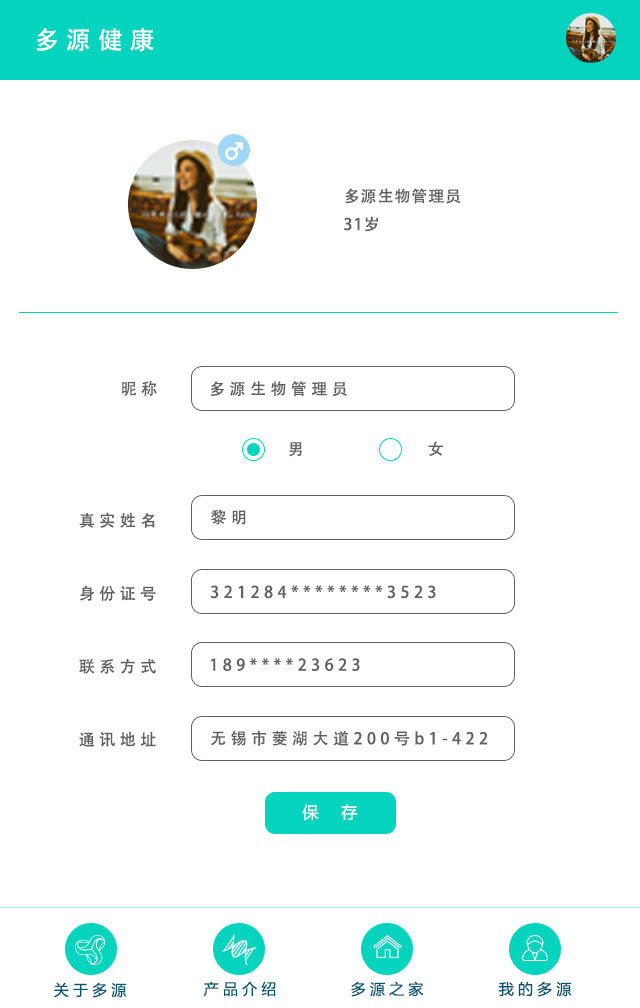 多源健康
多源生物管理员
31岁
昵称 多源生物管理员
男 女
真实姓名 黎明
身份证号 321284********3523
联系方式 189****23623
通讯地址 无锡市菱湖大道200号b1-422
保存
关于多源 产品介绍 多源之家 我的多源